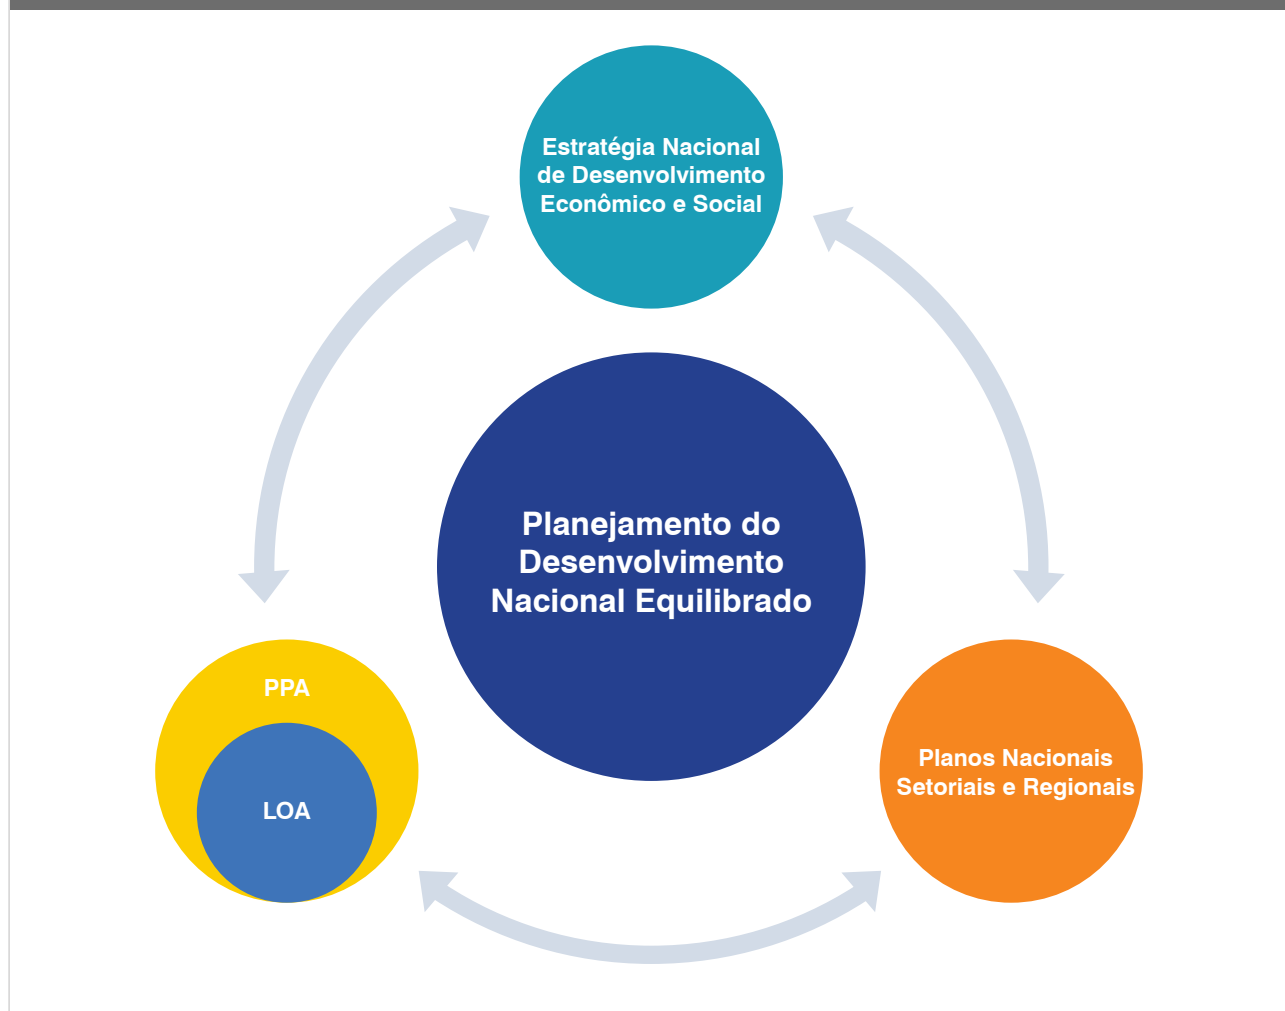 Estratégia Nacional
de Desenvolvimento
Econômico e Social
Planejamento do
Desenvolvimento
Nacional Equilibrado
PPA
LOA
Planos Nacionais
Setoriais e Regionais